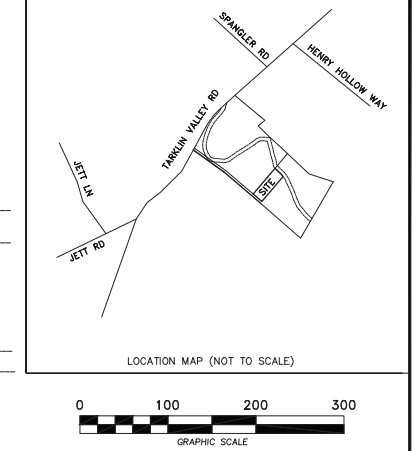 SPANGLER RD
HENRY HOLLOW WAY
TARKLIN VALLEY RD
JETT LN
SITE
JETT RD
LOCATION MAP (NOT TO SCALE)
0 100 200 300
GRAPHIC SCALE